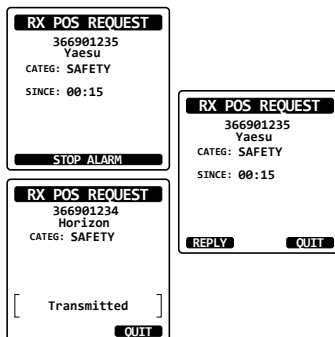 RX POS REQUEST
366901235
Yaesu
CATEG: SAFETY
SINCE: 00:15
STOP ALARM
RX POS REQUEST
366901235
Yaesu
CATEG: SAFETY
SINCE: 00:15
REPLY QUIT
RX POS REQUEST
366901234
Horizon
CATEG: SAFETY
[ Transmitted ]
QUIT